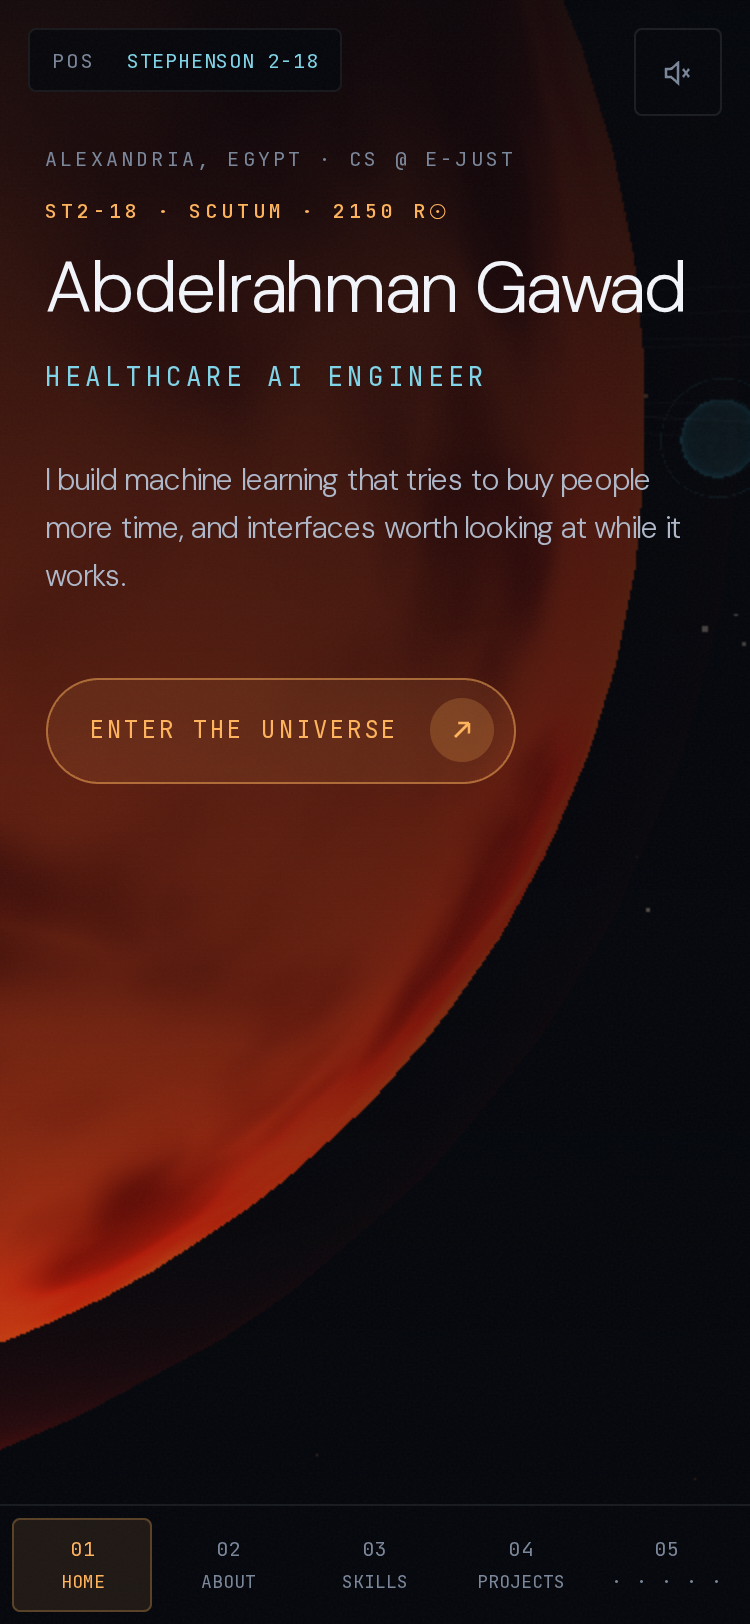 POS STEPHENSON 2-18
ALEXANDRIA, EGYPT · CS @ E-JUST
ST2-18 · SCUTUM · 2150 R☉
Abdelrahman Gawad
HEALTHCARE AI ENGINEER
I build machine learning that tries to buy people
more time, and interfaces worth looking at while it
works.
ENTER THE UNIVERSE
01 02 03 04 05
HOME ABOUT SKILLS PROJECTS · · · · ·